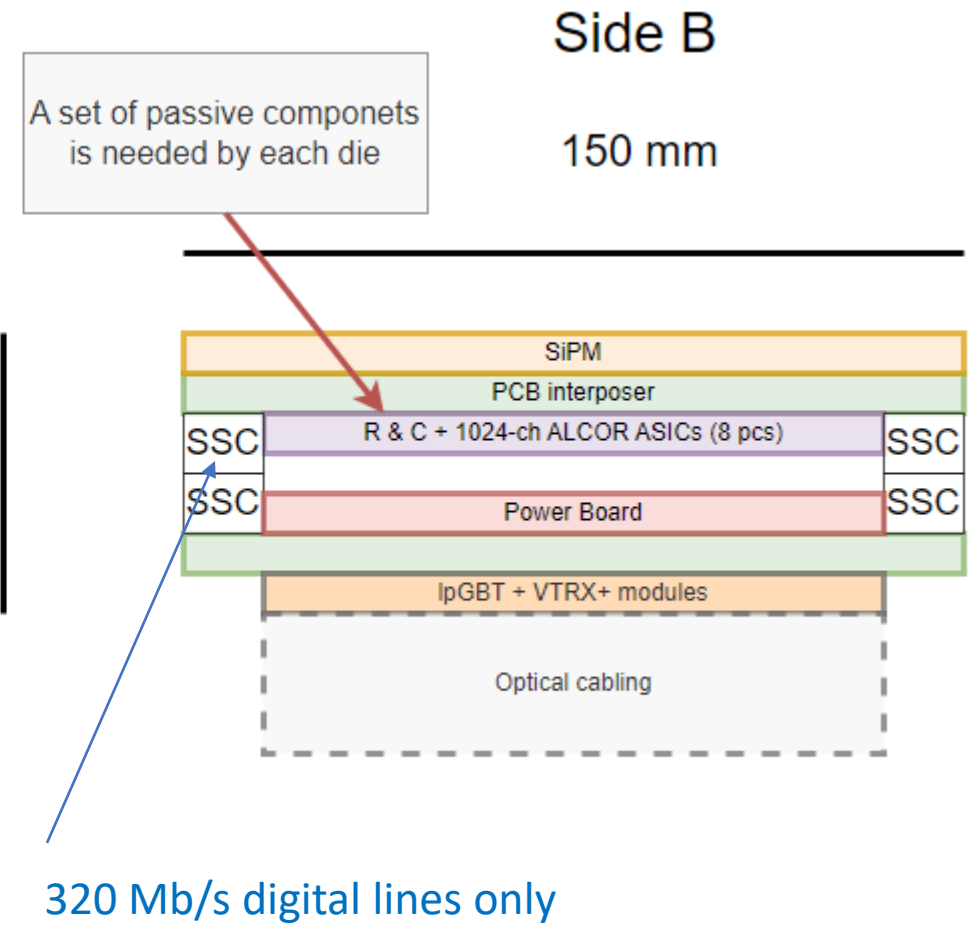 Side B
A set of passive componets
is needed by each die
150 mm
SiPM
PCB interposer
SSC
R & C + 1024-ch ALCOR ASICs (8 pcs)
SSC
SSC
Power Board
SSC
lpGBT + VTRX+ modules
Optical cabling
320 Mb/s digital lines only